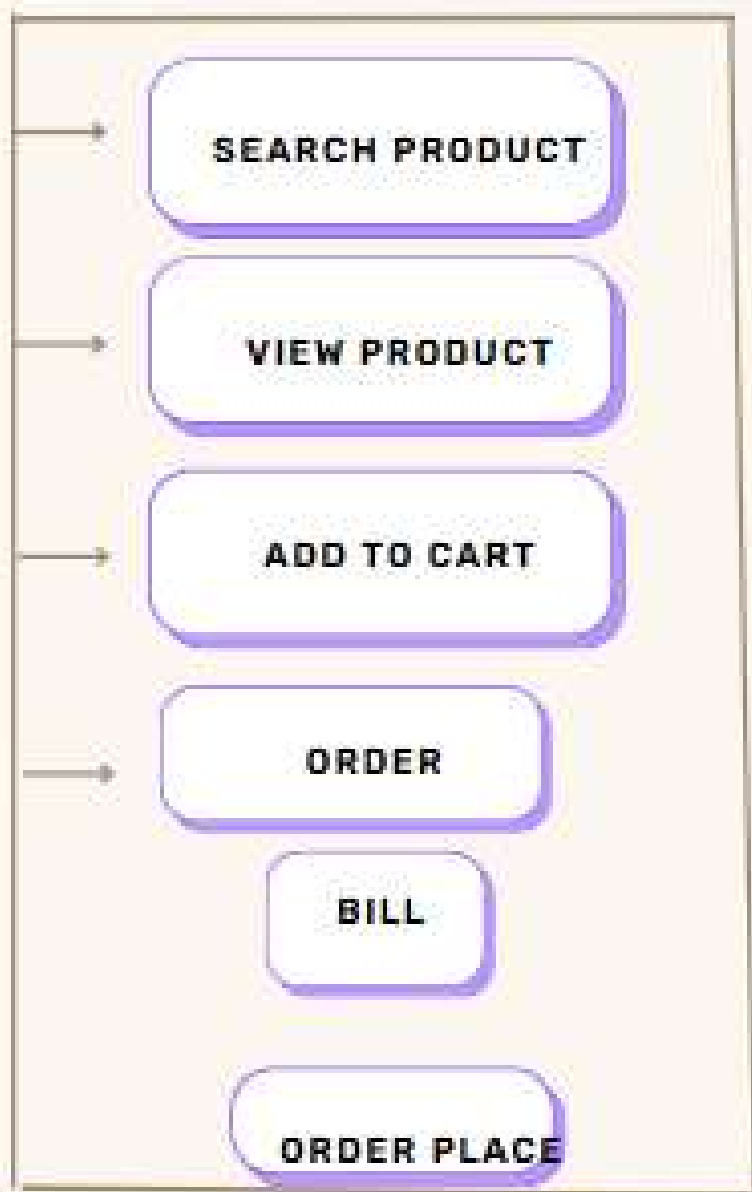 SEARCH PRODUCT
VIEW PRODUCT
ADD TO CART
ORDER
BILL
ORDER PLACE